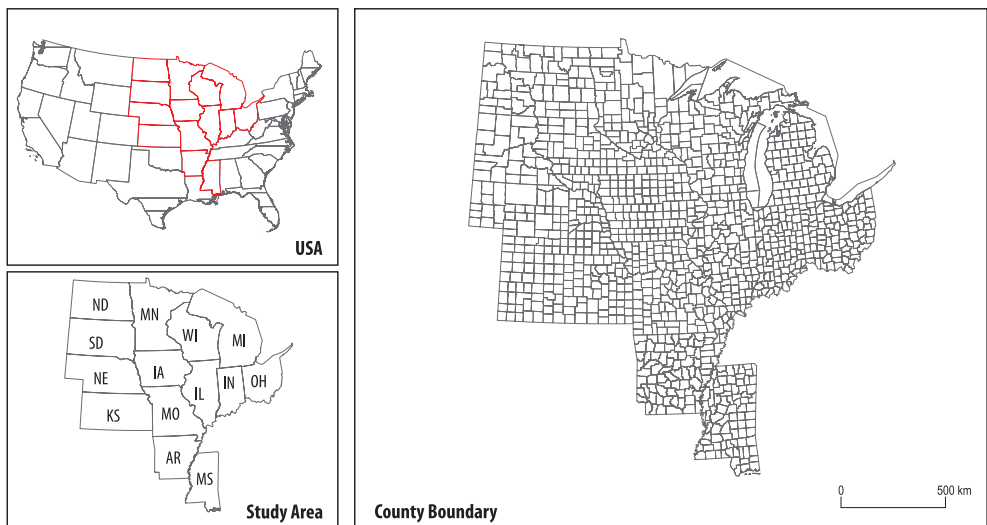 USA
ND
MN
SD
WI
MI
NE
IA
IL
IN
OH
KS
MO
AR
MS
Study Area
County Boundary
0
500 km